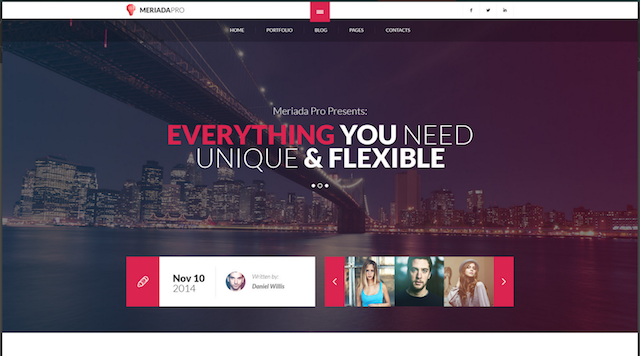 MERIADAPRO
HOME PORTFOLIO BLOG PAGES CONTACTS
Meriada Pro Presents:
EVERYTHING YOU NEED
UNIQUE & FLEXIBLE
Nov 10
2014
Written by:
Daniel Willis